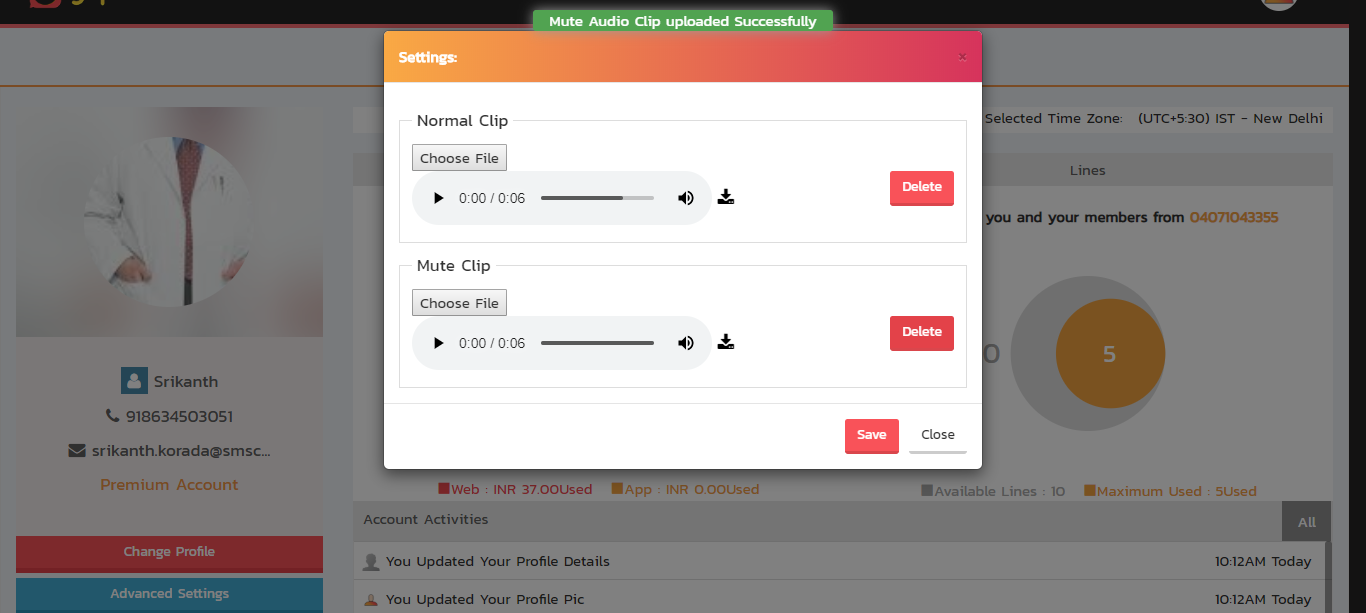 Mute Audio Clip uploaded Successfully
Settings:
×
Normal Clip
Choose File
0:00 / 0:06
Delete
Mute Clip
Choose File
0:00 / 0:06
Delete
Save
Close
Selected Time Zone: (UTC+5:30) IST - New Delhi
Lines
you and your members from 04071043355
0
5
Srikanth
918634503051
srikanth.korada@smsc...
Premium Account
Change Profile
Advanced Settings
Web : INR 37.00Used
App : INR 0.00Used
Available Lines : 10
Maximum Used : 5Used
Account Activities
All
You Updated Your Profile Details
10:12AM Today
You Updated Your Profile Pic
10:12AM Today